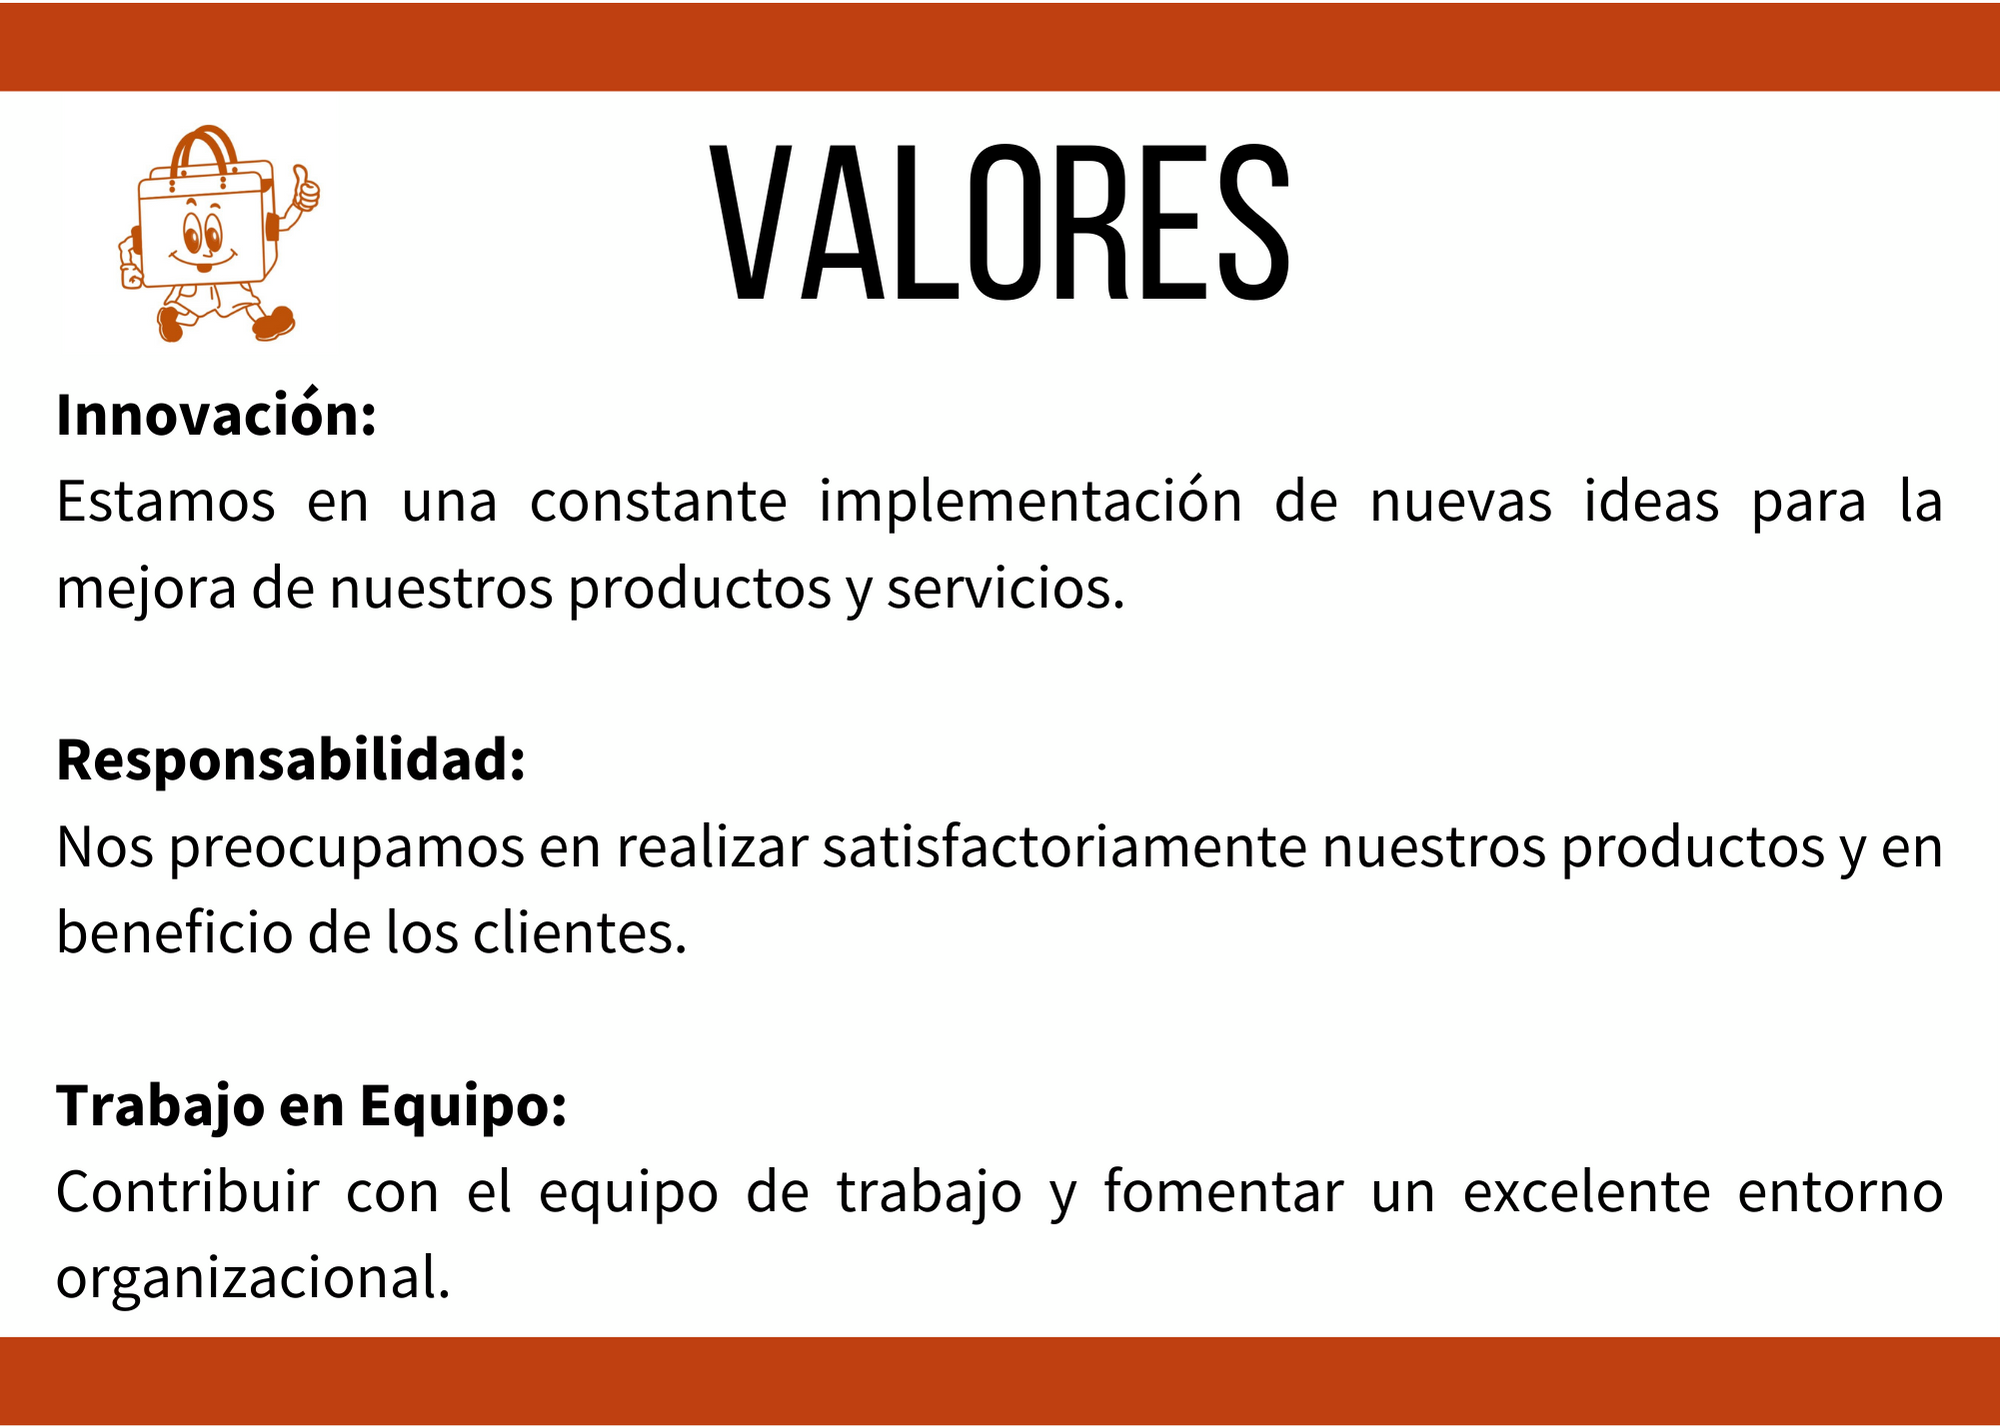 VALORES
Innovación:
Estamos en una constante implementación de nuevas ideas para la
mejora de nuestros productos y servicios.
Responsabilidad:
Nos preocupamos en realizar satisfactoriamente nuestros productos y en
beneficio de los clientes.
Trabajo en Equipo:
Contribuir con el equipo de trabajo y fomentar un excelente entorno
organizacional.